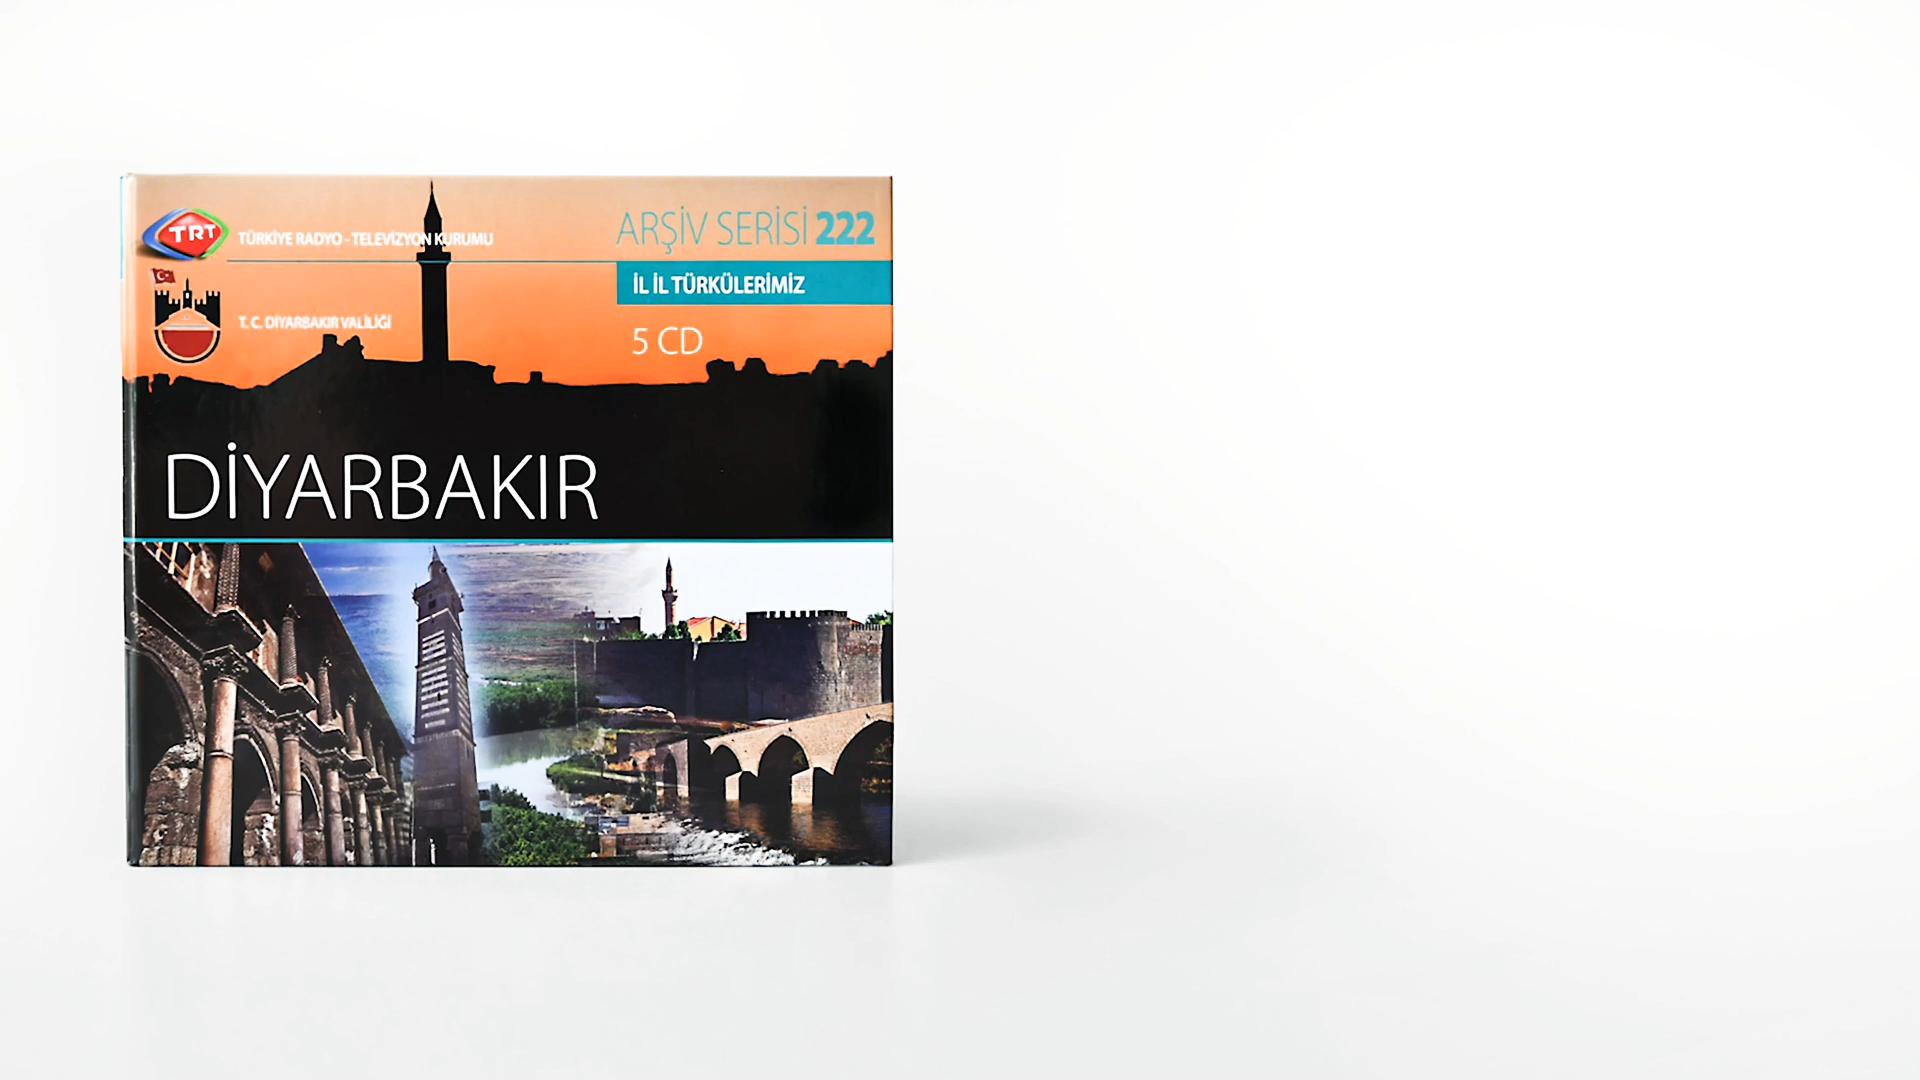 TRT
TÜRKİYE RADYO - TELEVİZYON KURUMU
ARŞİV SERİSİ 222
İL İL TÜRKÜLERİMİZ
T. C. DİYARBAKIR VALİLİĞİ
5 CD
DİYARBAKIR